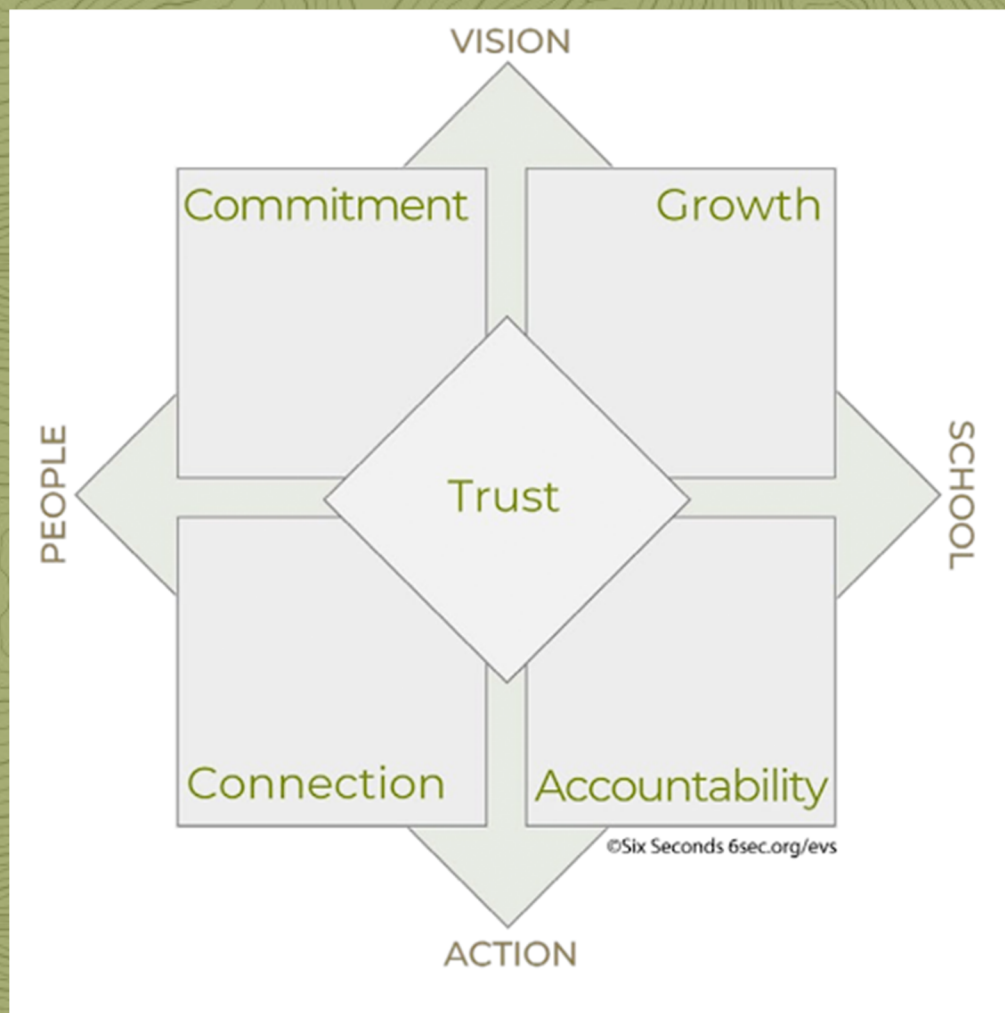 VISION
Commitment
Growth
PEOPLE
Trust
SCHOOL
Connection
Accountability
©Six Seconds 6sec.org/evs
ACTION